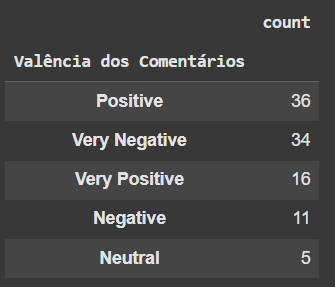 count
Valência dos Comentários
Positive 36
Very Negative 34
Very Positive 16
Negative 11
Neutral 5